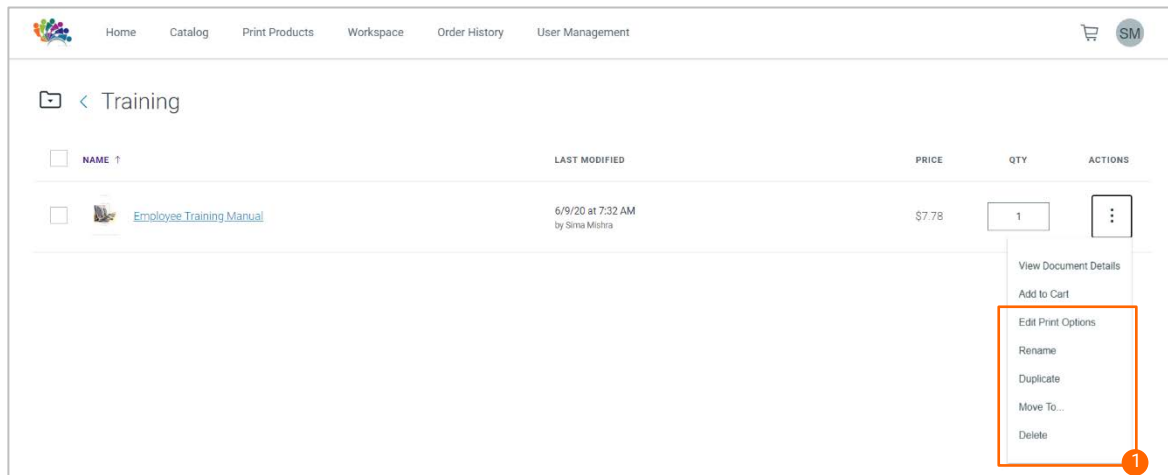 Home Catalog Print Products Workspace Order History User Management SM
< Training
NAME ↑ LAST MODIFIED PRICE QTY ACTIONS
Employee Training Manual 6/9/20 at 7:32 AM $7.78 1
by Sima Mishra
View Document Details
Add to Cart
Edit Print Options
Rename
Duplicate
Move To...
Delete
1